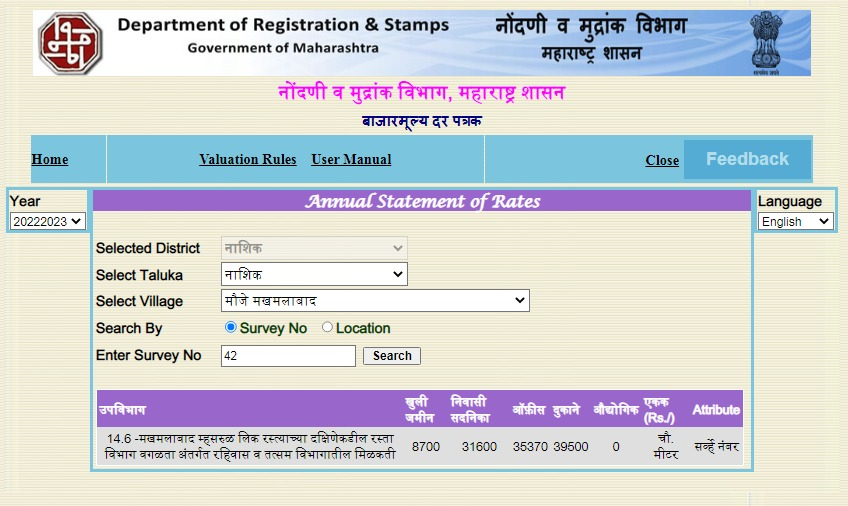 Department of Registration & Stamps
Government of Maharashtra
नोंदणी व मुद्रांक विभाग
महाराष्ट्र शासन
नोंदणी व मुद्रांक विभाग, महाराष्ट्र शासन
बाजारमूल्य दर पत्रक
Home Valuation Rules User Manual Close Feedback
Year
20222023
Annual Statement of Rates
Language
English
Selected District नाशिक
Select Taluka नाशिक
Select Village मौजे मखमलाबाद
Search By Survey No Location
Enter Survey No 42 Search
उपविभाग खुली जमीन निवासी सदनिका ऑफ़ीस दुकाने औद्योगिक एकक (Rs./) Attribute
14.6 -मखमलाबाद म्हसरुळ लिंक रस्त्याच्या दक्षिणेकडील रस्ता
विभाग वगळता अंतर्गत रहिवास व तत्सम विभागातील मिळकती
8700 31600 35370 39500 0 चौ. मीटर सर्व्हे नंबर